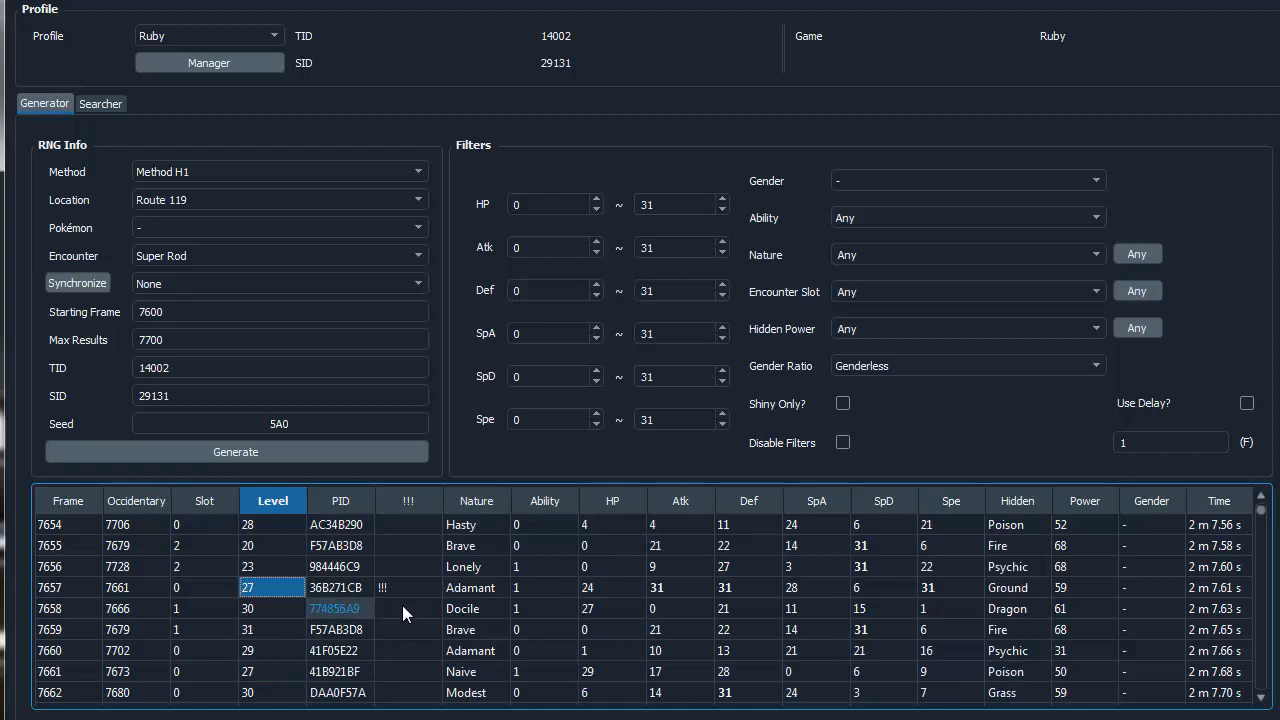 Profile
Profile Ruby TID 14002 Game Ruby
Manager SID 29131
Generator Searcher
RNG Info
Method Method H1
Location Route 119
Pokémon -
Encounter Super Rod
Synchronize None
Starting Frame 7600
Max Results 7700
TID 14002
SID 29131
Seed 5A0
Generate
Filters
HP 0 ~ 31
Atk 0 ~ 31
Def 0 ~ 31
SpA 0 ~ 31
SpD 0 ~ 31
Spe 0 ~ 31
Gender -
Ability Any
Nature Any Any
Encounter Slot Any Any
Hidden Power Any Any
Gender Ratio Genderless
Shiny Only? Use Delay?
Disable Filters 1 (F)
Frame Occidentary Slot Level PID !!! Nature Ability HP Atk Def SpA SpD Spe Hidden Power Gender Time
7654 7706 0 28 AC34B290 Hasty 0 4 4 11 24 6 21 Poison 52 - 2 m 7.56 s
7655 7679 2 20 F57AB3D8 Brave 0 0 21 22 14 31 6 Fire 68 - 2 m 7.58 s
7656 7728 2 23 984446C9 Lonely 1 0 9 27 3 31 22 Psychic 68 - 2 m 7.60 s
7657 7661 0 27 36B271CB !!! Adamant 1 24 31 31 28 6 31 Ground 59 - 2 m 7.61 s
7658 7666 1 30 774856A9 Docile 1 27 0 21 11 15 1 Dragon 61 - 2 m 7.63 s
7659 7679 1 31 F57AB3D8 Brave 0 0 21 22 14 31 6 Fire 68 - 2 m 7.65 s
7660 7702 0 29 41F05E22 Adamant 0 1 10 13 21 21 16 Psychic 31 - 2 m 7.66 s
7661 7673 0 27 41B921BF Naive 1 29 17 28 0 6 9 Poison 50 - 2 m 7.68 s
7662 7680 0 30 DAA0F57A Modest 0 6 14 31 24 3 7 Grass 59 - 2 m 7.70 s